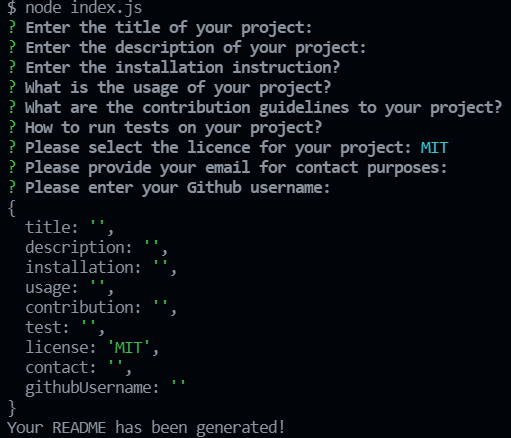 $ node index.js
? Enter the title of your project:
? Enter the description of your project:
? Enter the installation instruction?
? What is the usage of your project?
? What are the contribution guidelines to your project?
? How to run tests on your project?
? Please select the licence for your project: MIT
? Please provide your email for contact purposes:
? Please enter your Github username:
{
  title: '',
  description: '',
  installation: '',
  usage: '',
  contribution: '',
  test: '',
  license: 'MIT',
  contact: '',
  githubUsername: ''
}
Your README has been generated!